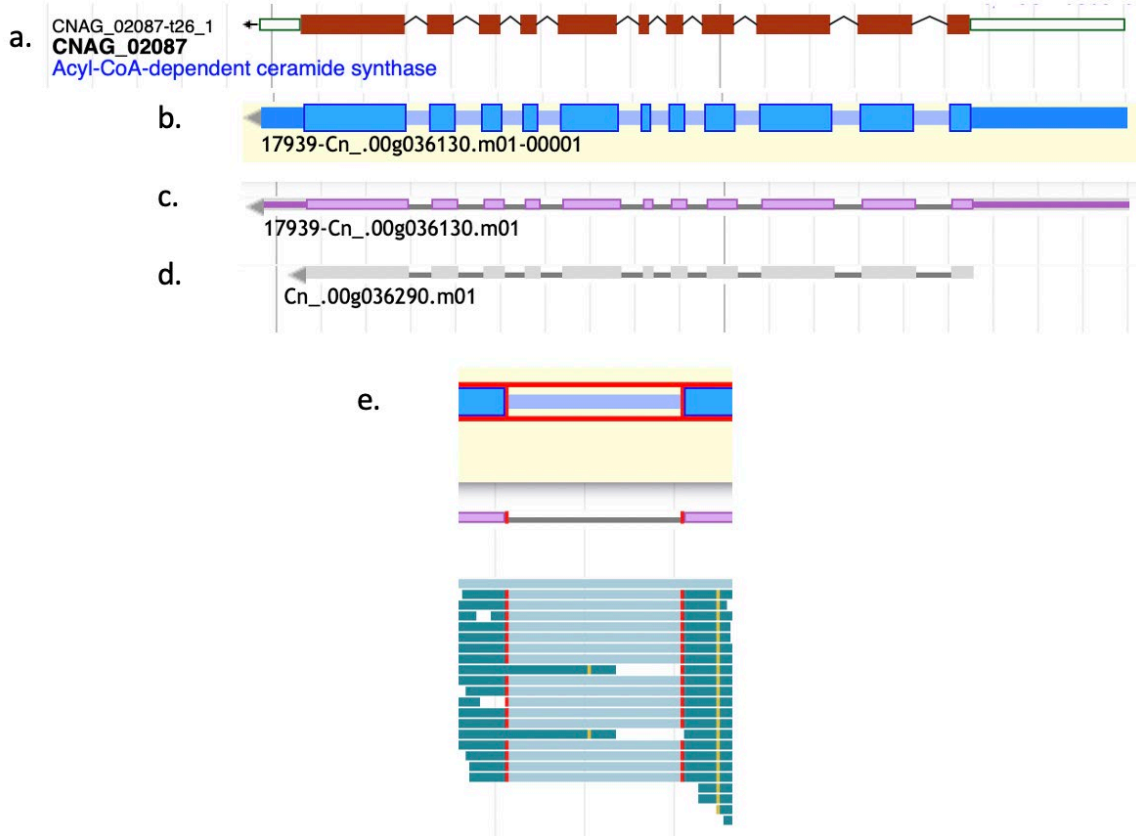 a.
CNAG_02087-t26_1
CNAG_02087
Acyl-CoA-dependent ceramide synthase
b.
17939-Cn_.00g036130.m01-00001
c.
17939-Cn_.00g036130.m01
d.
Cn_.00g036290.m01
e.